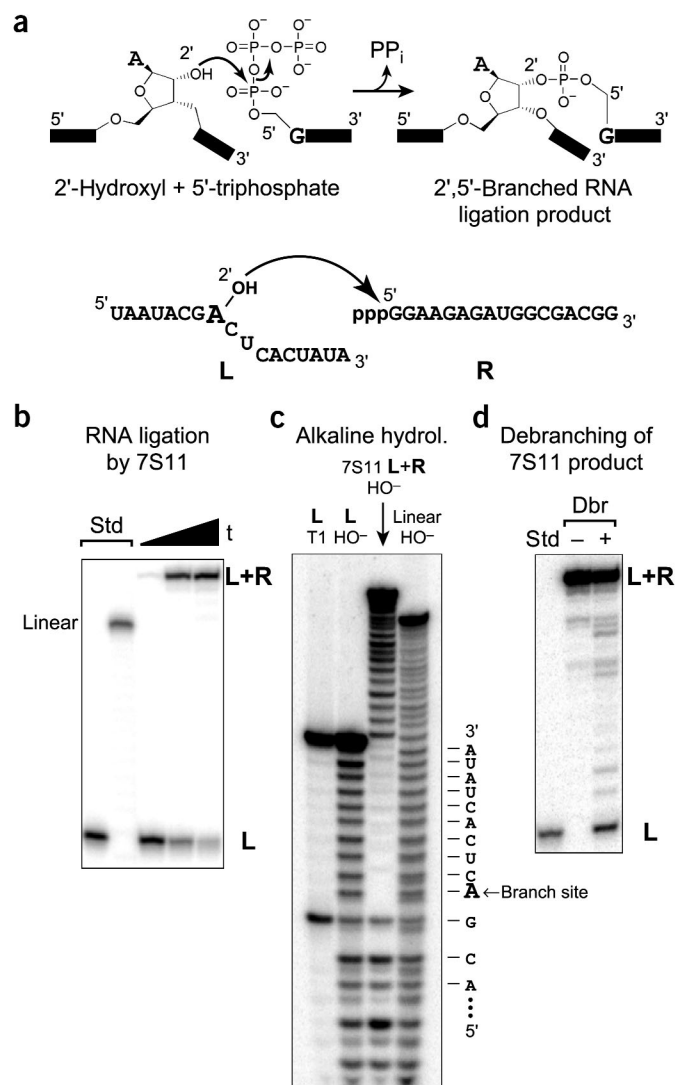 a
A
2'
OH
O
O
O⁻
O⁻
O=P–O–P=O
O⁻
O⁻
O
O=P–O⁻
O
5'
5'
G
3'
3'
PPi
A
2'
O
O
O–P–O
O⁻
O
O
5'
5'
G
3'
3'
2'-Hydroxyl + 5'-triphosphate
2',5'-Branched RNA
ligation product
2'
OH
5' UAAUACGACUCACUAUA 3'
L
5'
pppGGAAGAGAUGGCGACGG 3'
R
b
RNA ligation
by 7S11
Std
t
L+R
Linear
L
c
Alkaline hydrol.
7S11 L+R
HO⁻
L
T1
L
HO⁻
Linear
HO⁻
3'
A
U
A
U
C
A
C
U
C
A ←Branch site
G
C
A
5'
d
Debranching of
7S11 product
Dbr
Std – +
L+R
L